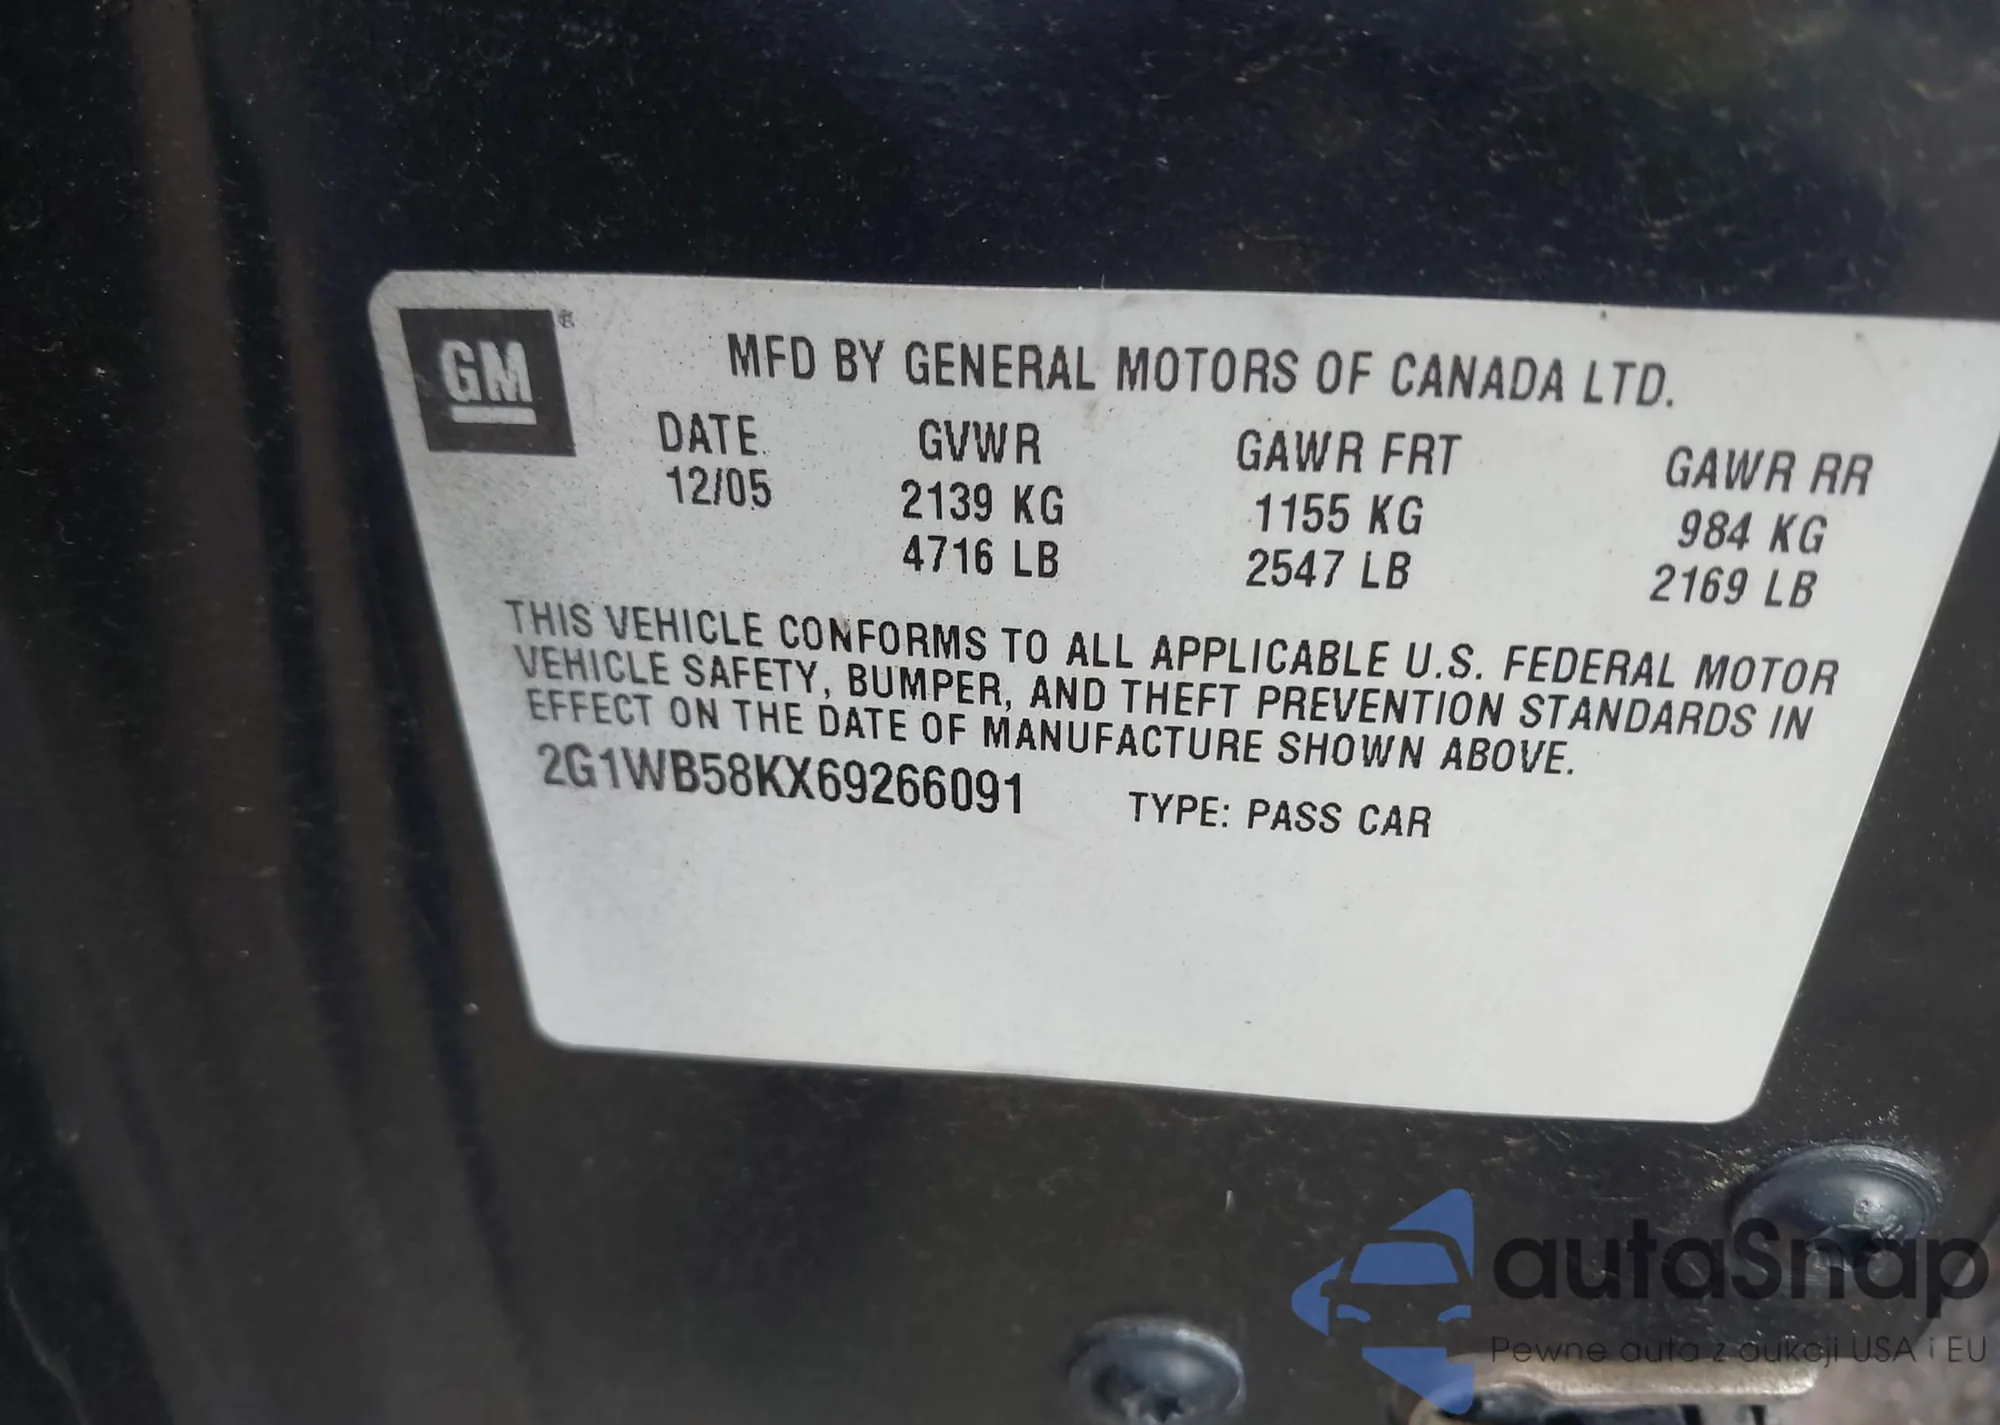 GM®
MFD BY GENERAL MOTORS OF CANADA LTD.
DATE GVWR GAWR FRT GAWR RR
12/05 2139 KG 1155 KG 984 KG
4716 LB 2547 LB 2169 LB
THIS VEHICLE CONFORMS TO ALL APPLICABLE U.S. FEDERAL MOTOR
VEHICLE SAFETY, BUMPER, AND THEFT PREVENTION STANDARDS IN
EFFECT ON THE DATE OF MANUFACTURE SHOWN ABOVE.
2G1WB58KX69266091 TYPE: PASS CAR
autaSnap
Pewne auta z aukcji USA i EU